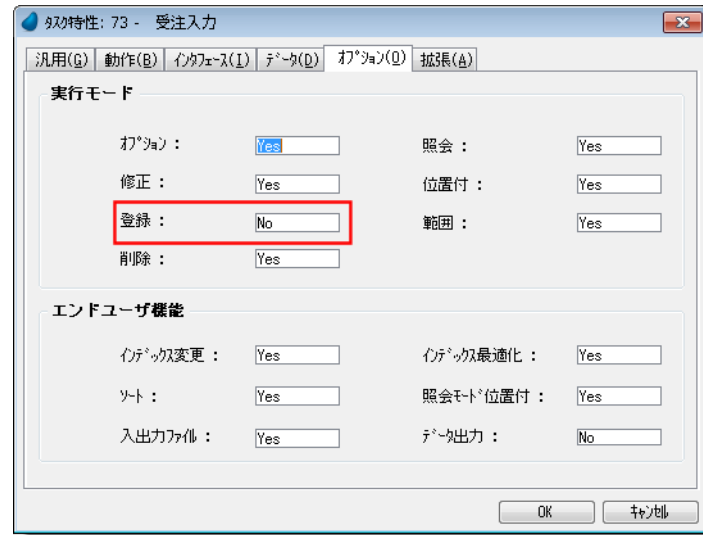 タスク特性: 73 - 受注入力
汎用(G) 動作(B) インタフェース(I) データ(D) オプション(O) 拡張(A)
実行モード
オプション : Yes 照会 : Yes
修正 : Yes 位置付 : Yes
登録 : No 範囲 : Yes
削除 : Yes
エンドユーザ機能
インデックス変更 : Yes インデックス最適化 : Yes
ソート : Yes 照会モード位置付 : Yes
入出力ファイル : Yes データ出力 : No
OK キャンセル